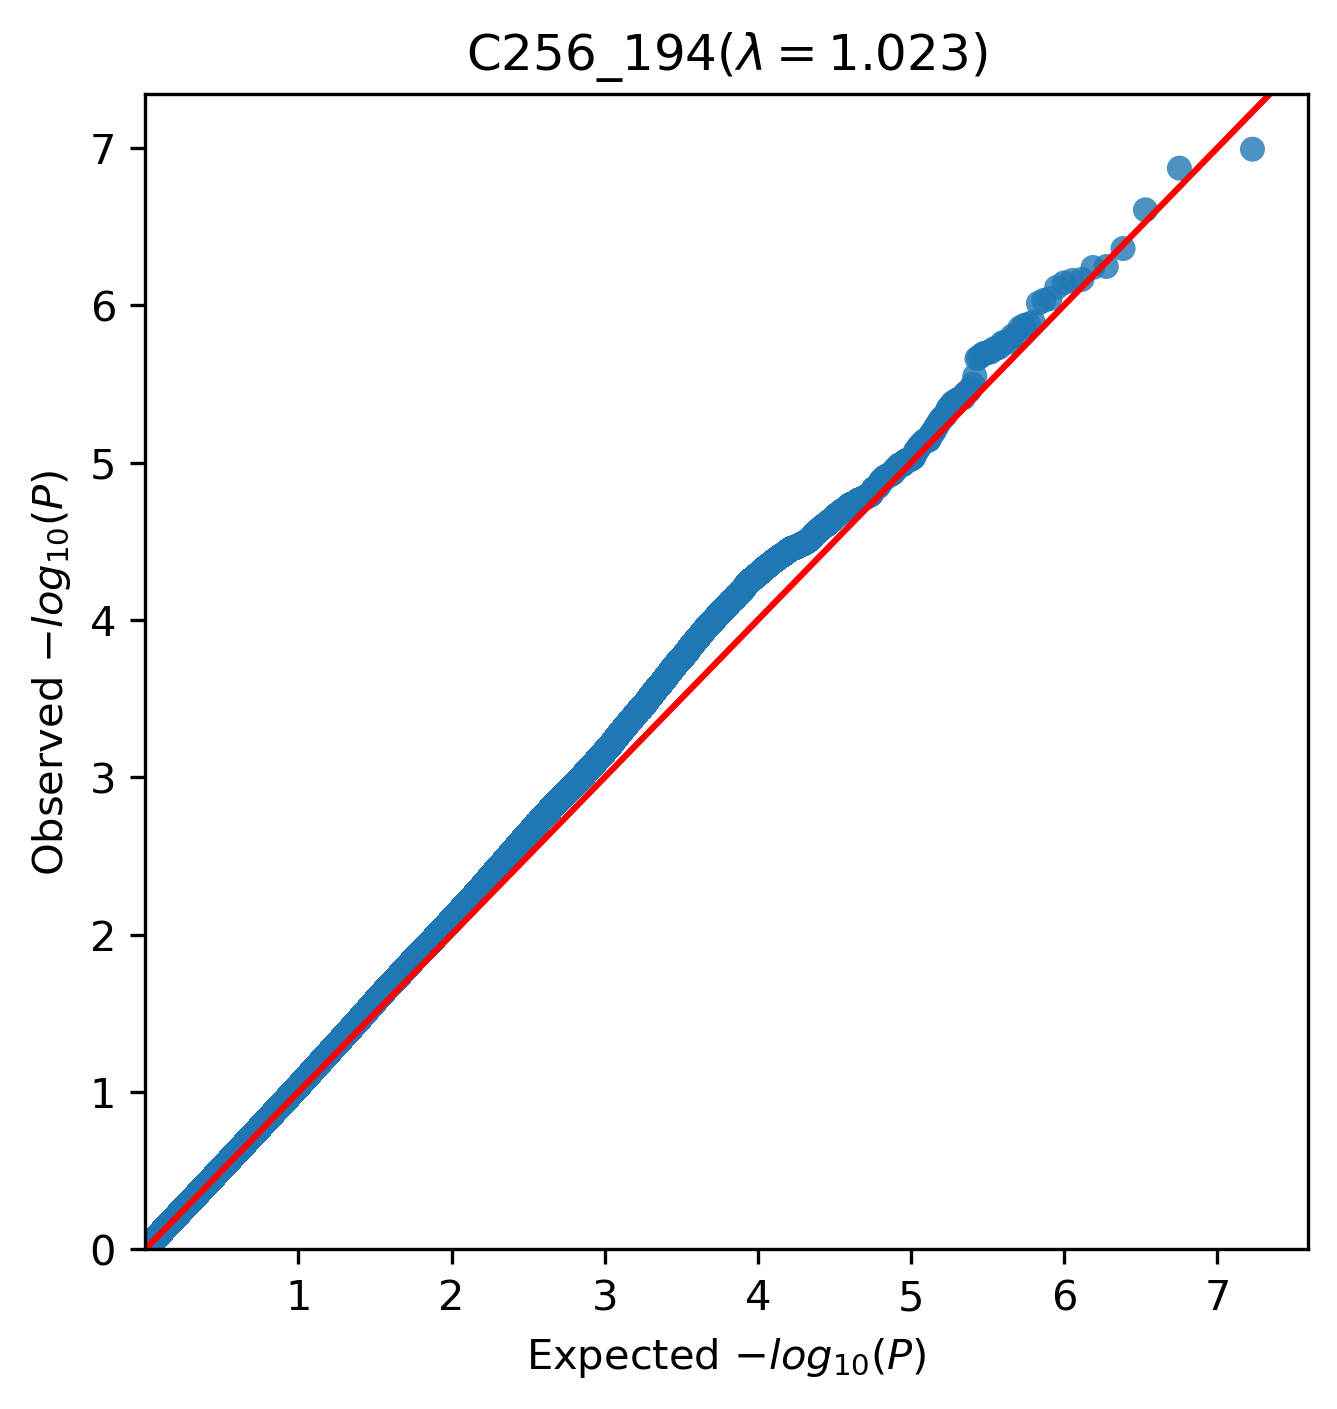 C256_194(λ = 1.023)
Observed −log₁₀(P)
7
6
5
4
3
2
1
0
1 2 3 4 5 6 7
Expected −log₁₀(P)